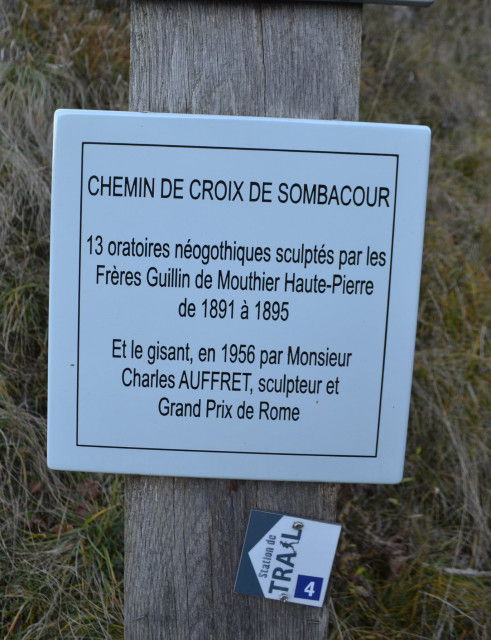 CHEMIN DE CROIX DE SOMBACOUR
13 oratoires néogothiques sculptés par les
Frères Guillin de Mouthier Haute-Pierre
de 1891 à 1895
Et le gisant, en 1956 par Monsieur
Charles AUFFRET, sculpteur et
Grand Prix de Rome
Station de
TRAIL
4